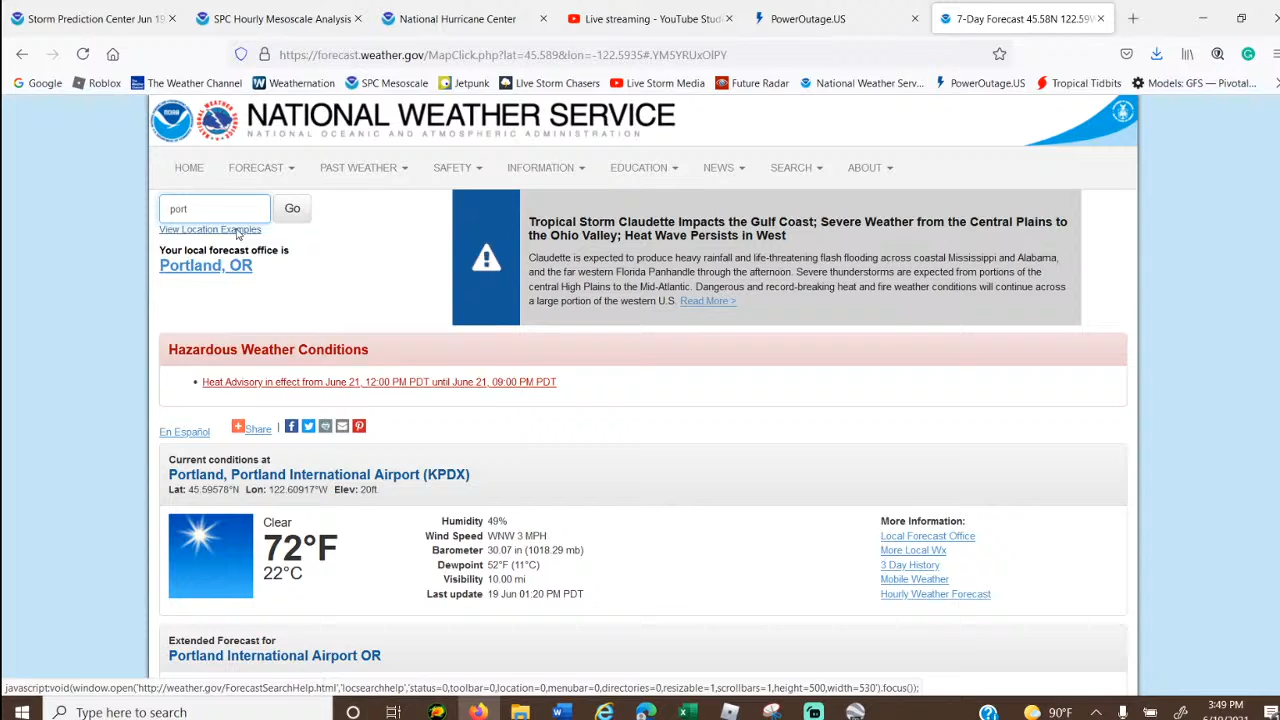 Storm Prediction Center Jun 19
SPC Hourly Mesoscale Analysis
National Hurricane Center
Live streaming - YouTube Stud
PowerOutage.US
7-Day Forecast 45.58N 122.59W
https://forecast.weather.gov/MapClick.php?lat=45.589&lon=-122.5935#.YM5YRUxOlPY
Google
Roblox
The Weather Channel
Weathernation
SPC Mesoscale
Jetpunk
Live Storm Chasers
Live Storm Media
Future Radar
National Weather Serv...
PowerOutage.US
Tropical Tidbits
Models: GFS — Pivotal...
NATIONAL WEATHER SERVICE
NATIONAL OCEANIC AND ATMOSPHERIC ADMINISTRATION
HOME
FORECAST
PAST WEATHER
SAFETY
INFORMATION
EDUCATION
NEWS
SEARCH
ABOUT
port
Go
View Location Examples
Your local forecast office is
Portland, OR
Tropical Storm Claudette Impacts the Gulf Coast; Severe Weather from the Central Plains to
the Ohio Valley; Heat Wave Persists in West
Claudette is expected to produce heavy rainfall and life-threatening flash flooding across coastal Mississippi and Alabama,
and the far western Florida Panhandle through the afternoon. Severe thunderstorms are expected from portions of the
central High Plains to the Mid-Atlantic. Dangerous and record-breaking heat and fire weather conditions will continue across
a large portion of the western U.S. Read More >
Hazardous Weather Conditions
• Heat Advisory in effect from June 21, 12:00 PM PDT until June 21, 09:00 PM PDT
En Español
Share |
Current conditions at
Portland, Portland International Airport (KPDX)
Lat: 45.59578°N Lon: 122.60917°W Elev: 20ft.
Clear
72°F
22°C
Humidity 49%
Wind Speed WNW 3 MPH
Barometer 30.07 in (1018.29 mb)
Dewpoint 52°F (11°C)
Visibility 10.00 mi
Last update 19 Jun 01:20 PM PDT
More Information:
Local Forecast Office
More Local Wx
3 Day History
Mobile Weather
Hourly Weather Forecast
Extended Forecast for
Portland International Airport OR
javascript:void(window.open('http://weather.gov/ForecastSearchHelp.html','locsearchhelp','status=0,toolbar=0,location=0,menubar=0,directories=0,resizable=1,scrollbars=1,height=500,width=530').focus());
Type here to search
90°F
3:49 PM